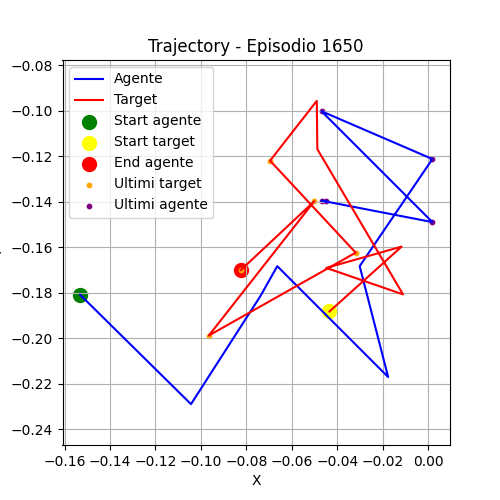 Trajectory - Episodio 1650
Agente
Target
Start agente
Start target
End agente
Ultimi target
Ultimi agente
−0.08
−0.10
−0.12
−0.14
−0.16
−0.18
−0.20
−0.22
−0.24
−0.16 −0.14 −0.12 −0.10 −0.08 −0.06 −0.04 −0.02 0.00
X